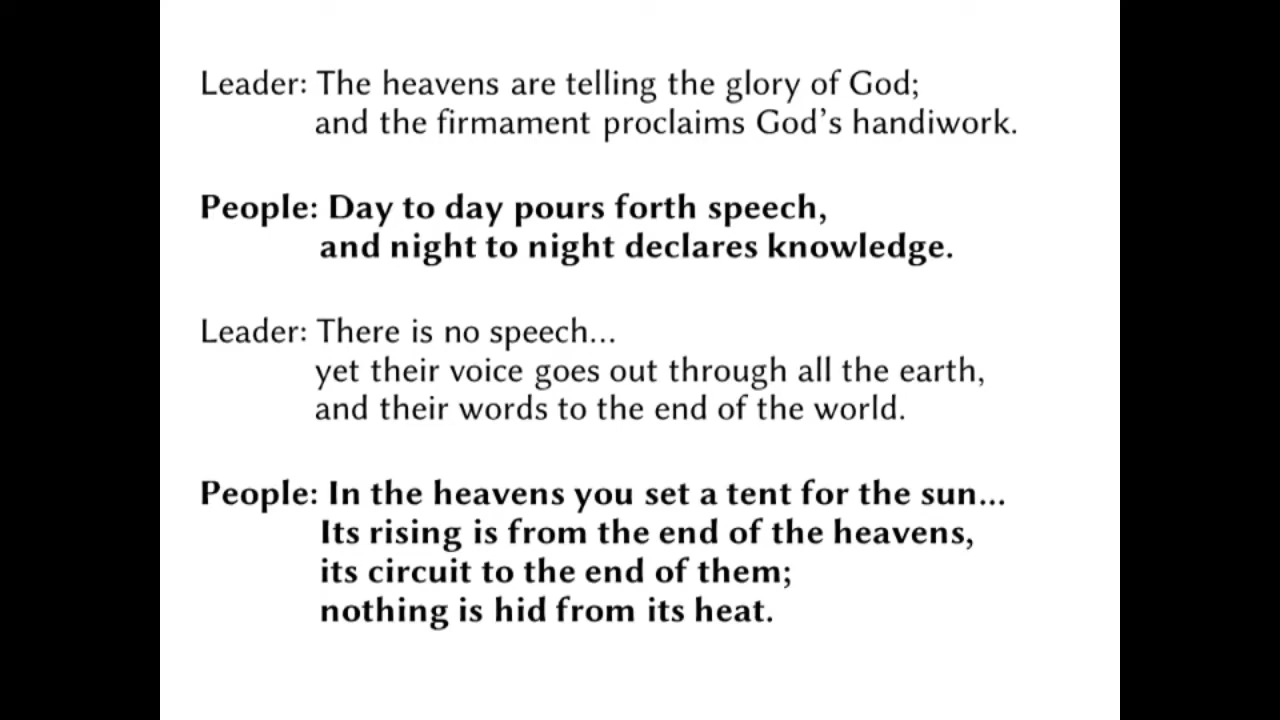 Leader: The heavens are telling the glory of God;
and the firmament proclaims God’s handiwork.
People: Day to day pours forth speech,
and night to night declares knowledge.
Leader: There is no speech...
yet their voice goes out through all the earth,
and their words to the end of the world.
People: In the heavens you set a tent for the sun...
Its rising is from the end of the heavens,
its circuit to the end of them;
nothing is hid from its heat.